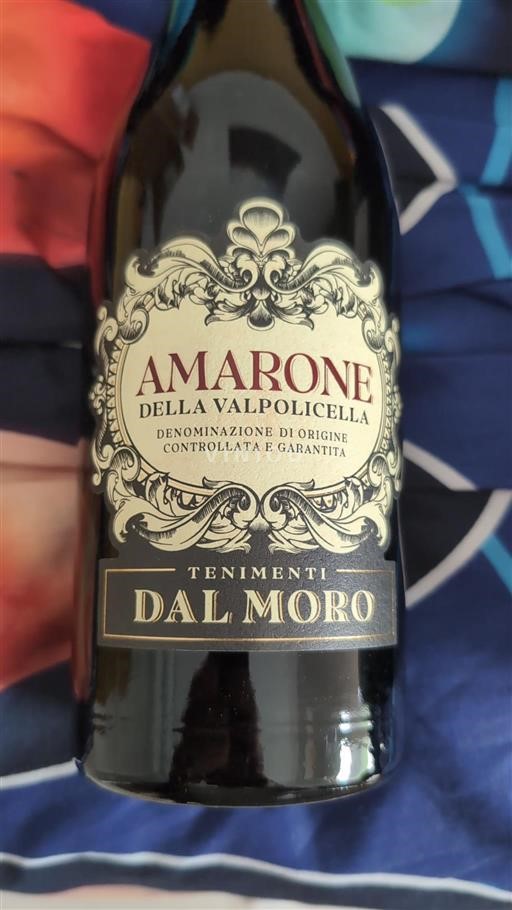 AMARONE
DELLA VALPOLICELLA
DENOMINAZIONE DI ORIGINE
CONTROLLATA E GARANTITA
TENIMENTI
DAL MORO